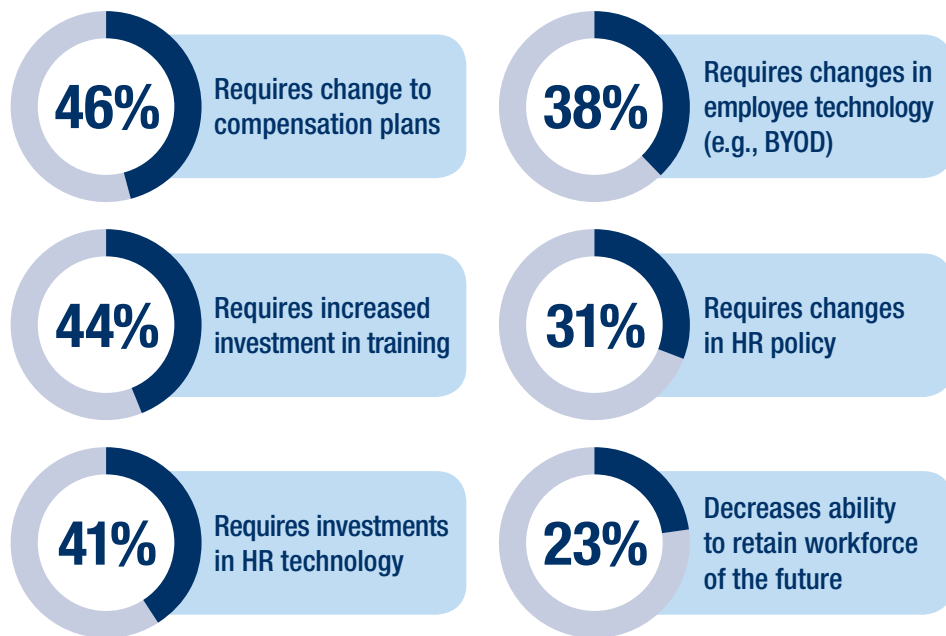 46%
Requires change to
compensation plans
44%
Requires increased
investment in training
41%
Requires investments
in HR technology
38%
Requires changes in
employee technology
(e.g., BYOD)
31%
Requires changes
in HR policy
23%
Decreases ability
to retain workforce
of the future